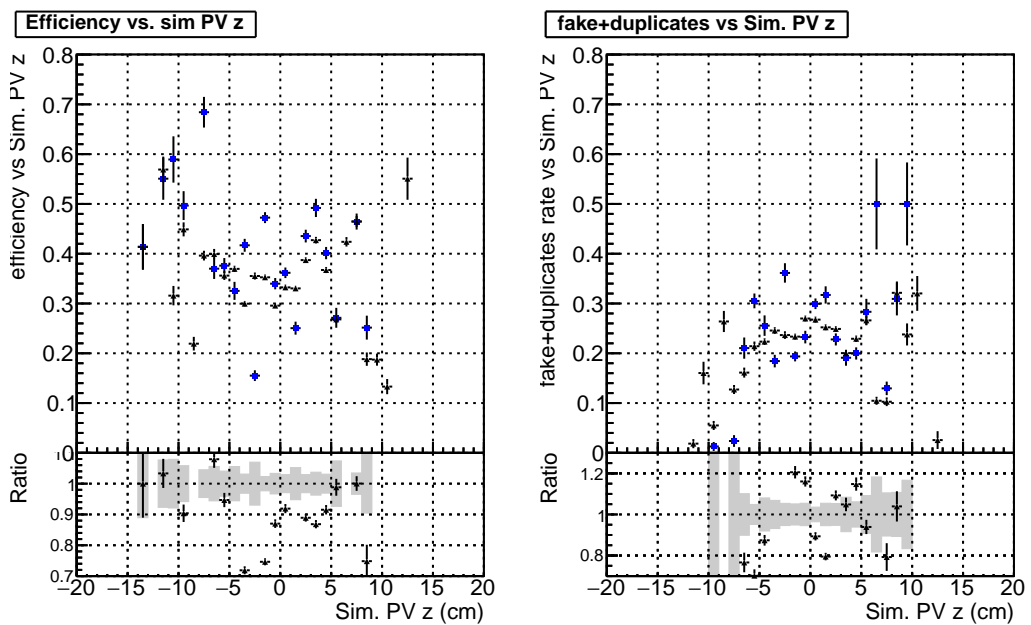 Efficiency vs. sim PV z
efficiency vs Sim. PV z
0.8
0.7
0.6
0.5
0.4
0.3
0.2
0.1
0
Ratio
1
0.9
0.8
0.7
−20 −15 −10 −5 0 5 10 15 20
Sim. PV z (cm)
fake+duplicates vs Sim. PV z
fake+duplicates rate vs Sim. PV z
0.8
0.7
0.6
0.5
0.4
0.3
0.2
0.1
0
Ratio
1.2
1
0.8
−20 −15 −10 −5 0 5 10 15 20
Sim. PV z (cm)